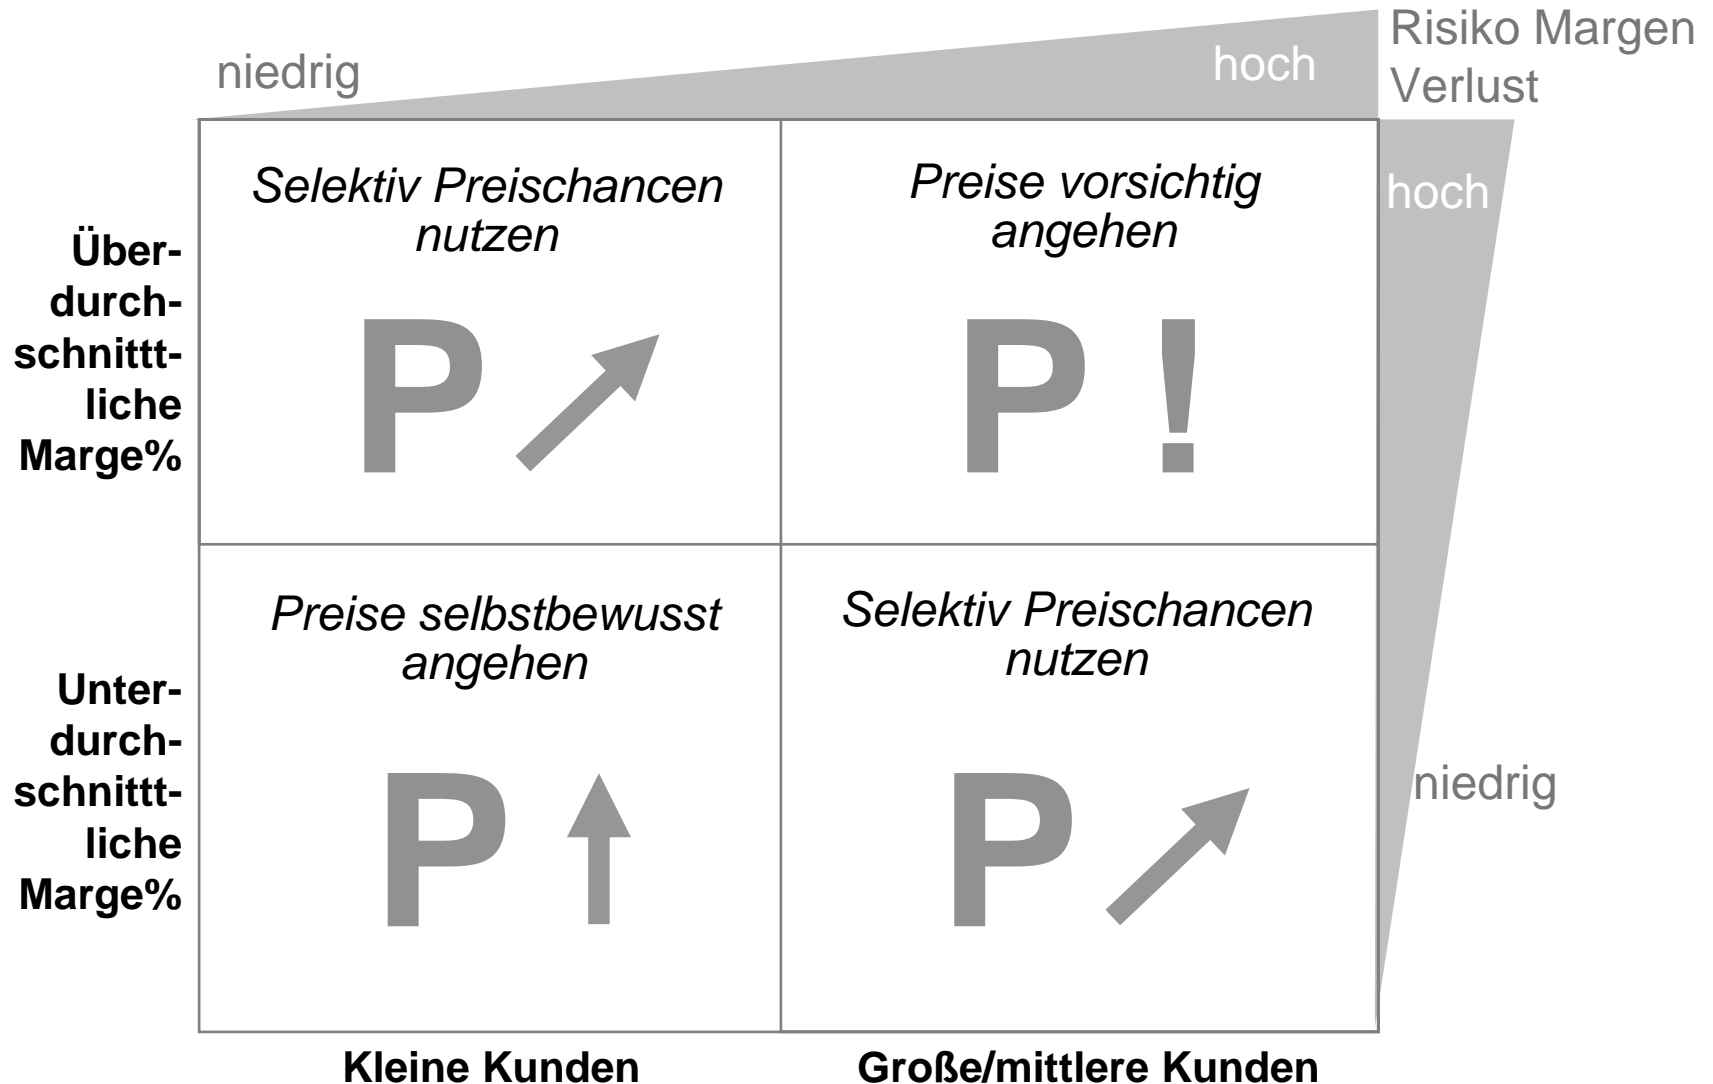 niedrig
hoch
Risiko Margen
Verlust
Über-
durch-
schnittt-
liche
Marge%
Selektiv Preischancen
nutzen
P
Preise vorsichtig
angehen
P !
hoch
Unter-
durch-
schnittt-
liche
Marge%
Preise selbstbewusst
angehen
P
Selektiv Preischancen
nutzen
P
niedrig
Kleine Kunden
Große/mittlere Kunden